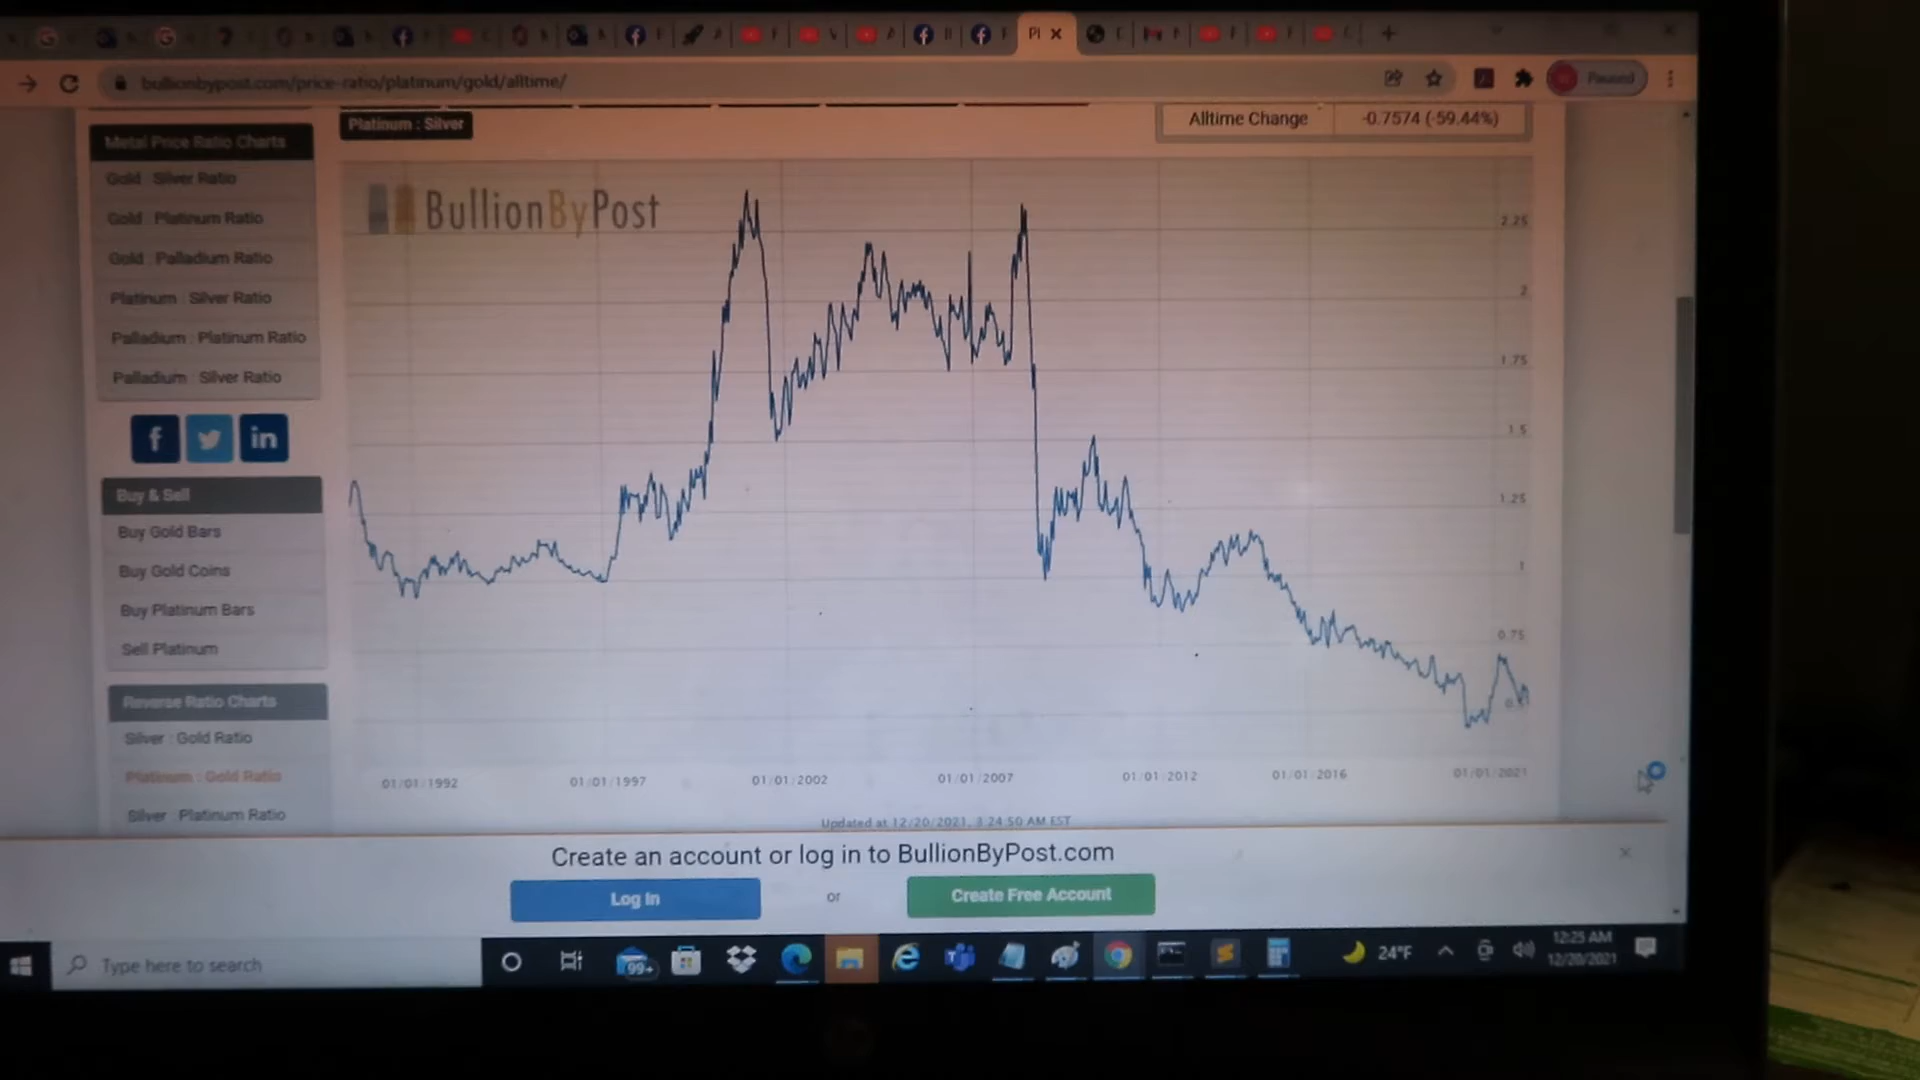 PI
bullionbypost.com/price-ratio/platinum/gold/alltime/
Paused
Platinum : Silver
Alltime Change -0.7574 (-59.44%)
Metal Price Ratio Charts
Gold : Silver Ratio
Gold : Platinum Ratio
Gold : Palladium Ratio
Platinum : Silver Ratio
Palladium : Platinum Ratio
Palladium : Silver Ratio
BullionByPost
2.25
2
1.75
1.5
1.25
1
0.75
Buy & Sell
Buy Gold Bars
Buy Gold Coins
Buy Platinum Bars
Sell Platinum
Reverse Ratio Charts
Silver : Gold Ratio
Platinum : Gold Ratio
Silver : Platinum Ratio
01/01/1992 01/01/1997 01/01/2002 01/01/2007 01/01/2012 01/01/2016 01/01/2021
Updated at 12/20/2021, 3:24:50 AM EST
Create an account or log in to BullionByPost.com
Log In or Create Free Account
Type here to search
99+
24°F
12:25 AM
12/20/2021